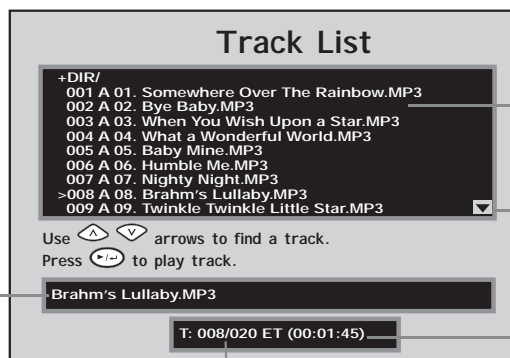 Track List
+DIR/
001 A 01. Somewhere Over The Rainbow.MP3
002 A 02. Bye Baby.MP3
003 A 03. When You Wish Upon a Star.MP3
004 A 04. What a Wonderful World.MP3
005 A 05. Baby Mine.MP3
006 A 06. Humble Me.MP3
007 A 07. Nighty Night.MP3
>008 A 08. Brahm's Lullaby.MP3
009 A 09. Twinkle Twinkle Little Star.MP3
Use arrows to find a track.
Press to play track.
Brahm's Lullaby.MP3
T: 008/020 ET (00:01:45)